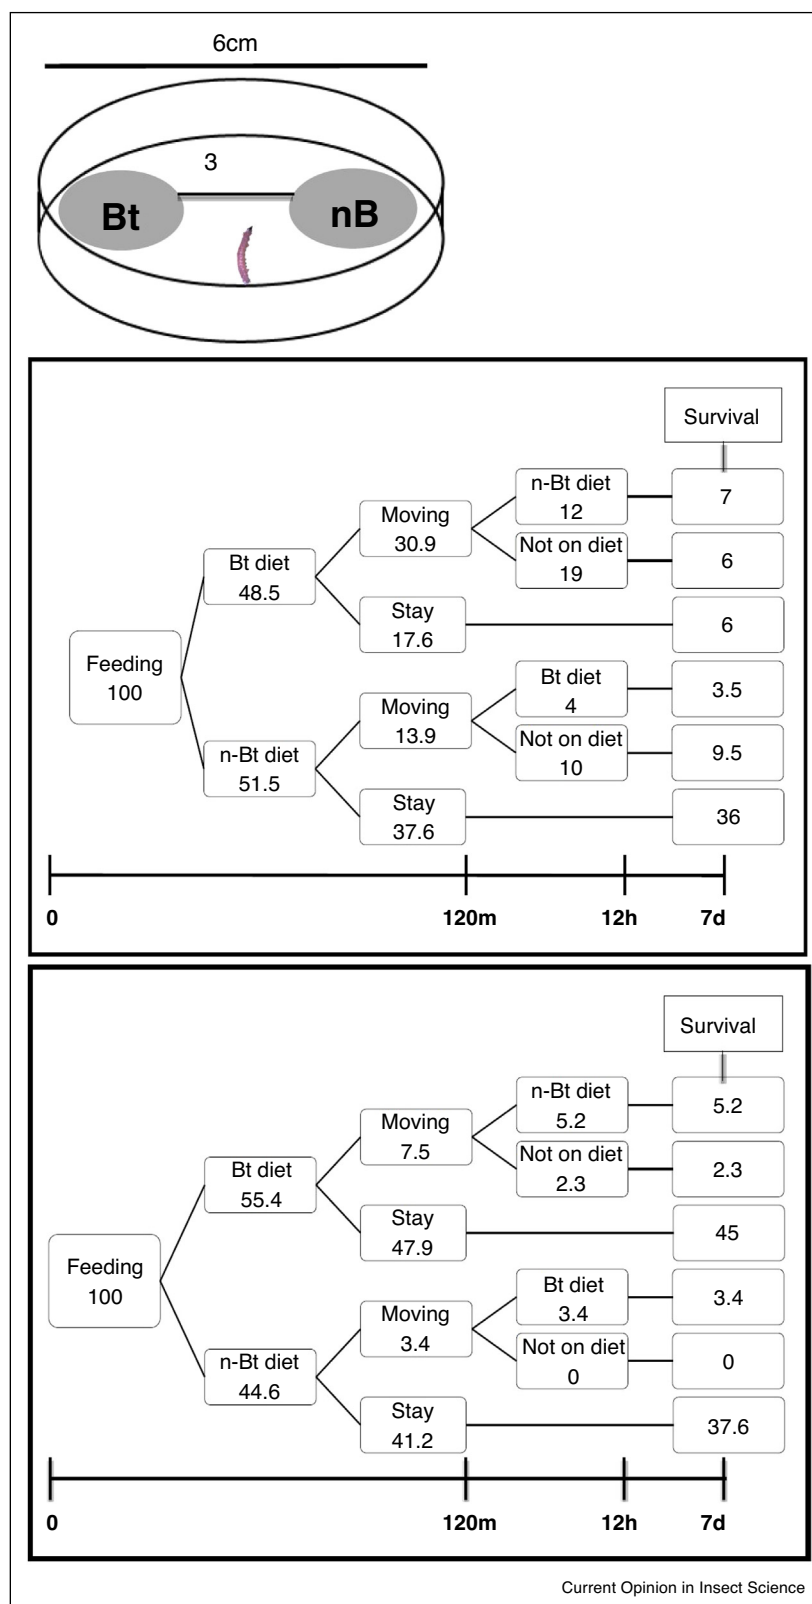 6cm
3
Bt
nB
Survival
n-Bt diet
12
7
Moving
30.9
Not on diet
19
6
Bt diet
48.5
Stay
17.6
6
Feeding
100
Bt diet
4
3.5
Moving
13.9
Not on diet
10
9.5
n-Bt diet
51.5
Stay
37.6
36
0
120m
12h
7d
Survival
n-Bt diet
5.2
5.2
Moving
7.5
Not on diet
2.3
2.3
Bt diet
55.4
Stay
47.9
45
Feeding
100
Bt diet
3.4
3.4
Moving
3.4
Not on diet
0
0
n-Bt diet
44.6
Stay
41.2
37.6
0
120m
12h
7d
Current Opinion in Insect Science